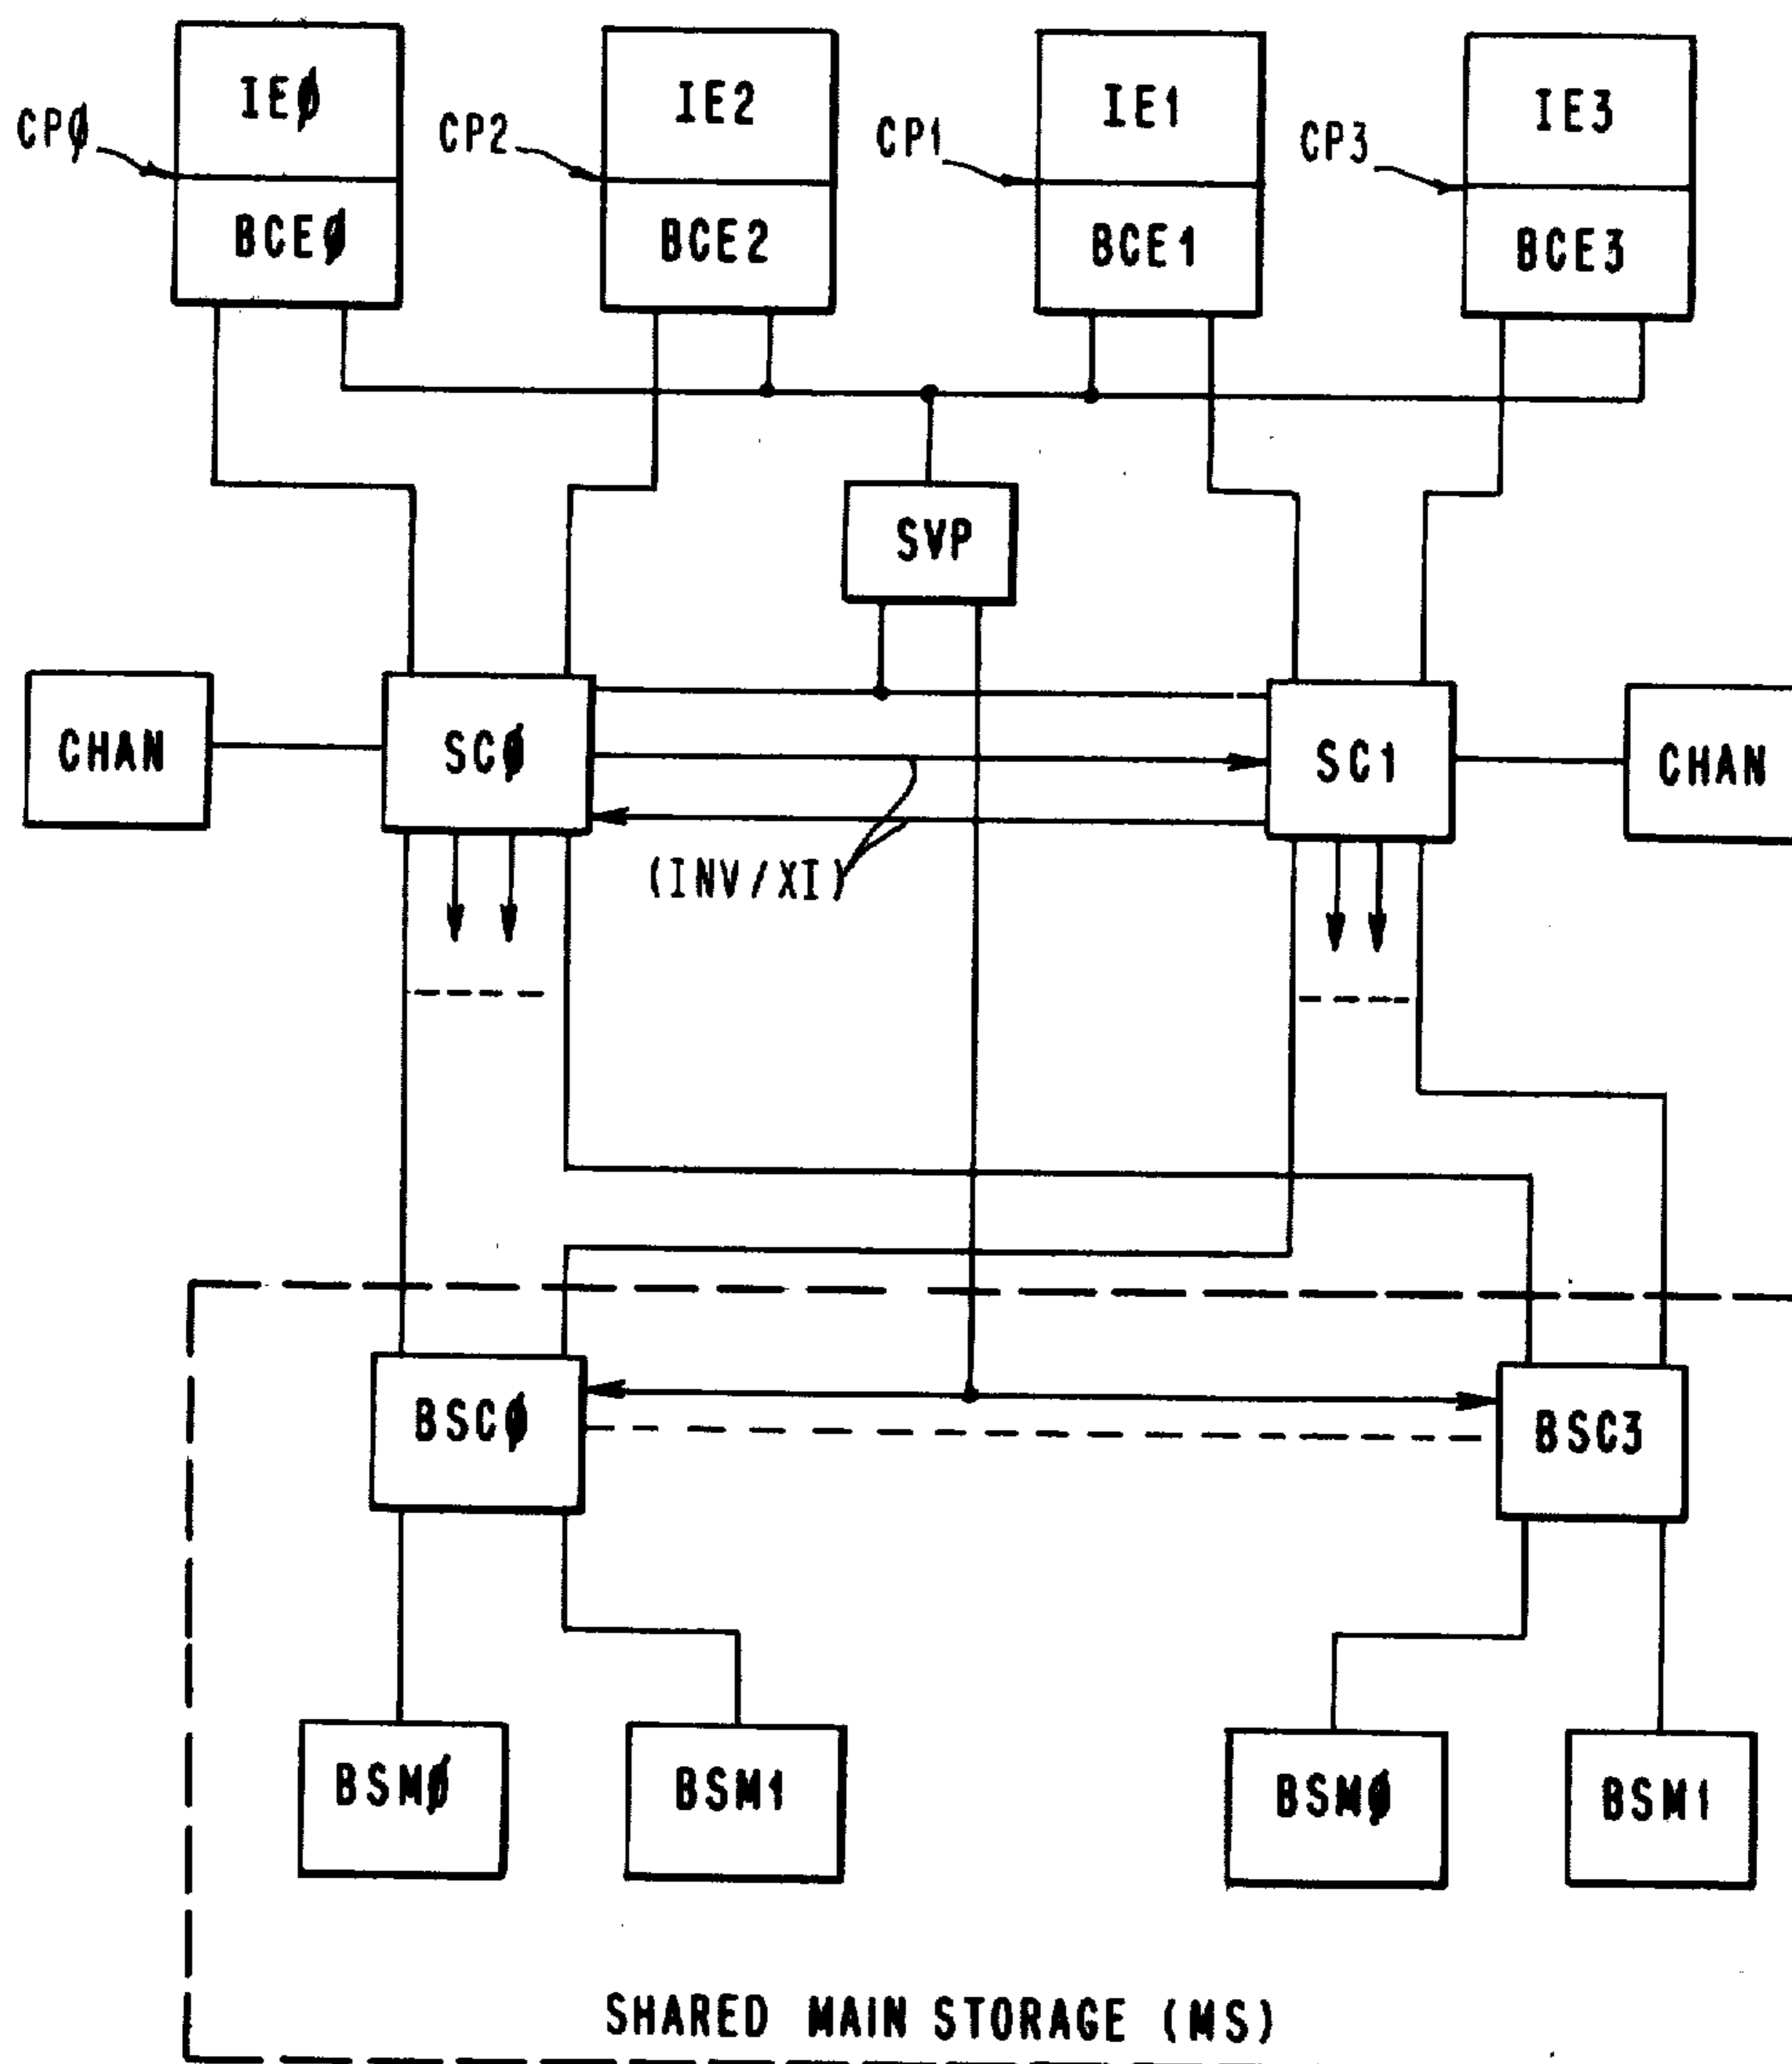 IEØ
IE2
IE1
IE3
CPØ
CP2
CP1
CP3
BCEØ
BCE2
BCE1
BCE3
SVP
CHAN
SCØ
SC1
CHAN
(INV/XI)
BSCØ
BSC3
BSMØ
BSM1
BSMØ
BSM1
SHARED MAIN STORAGE (MS)